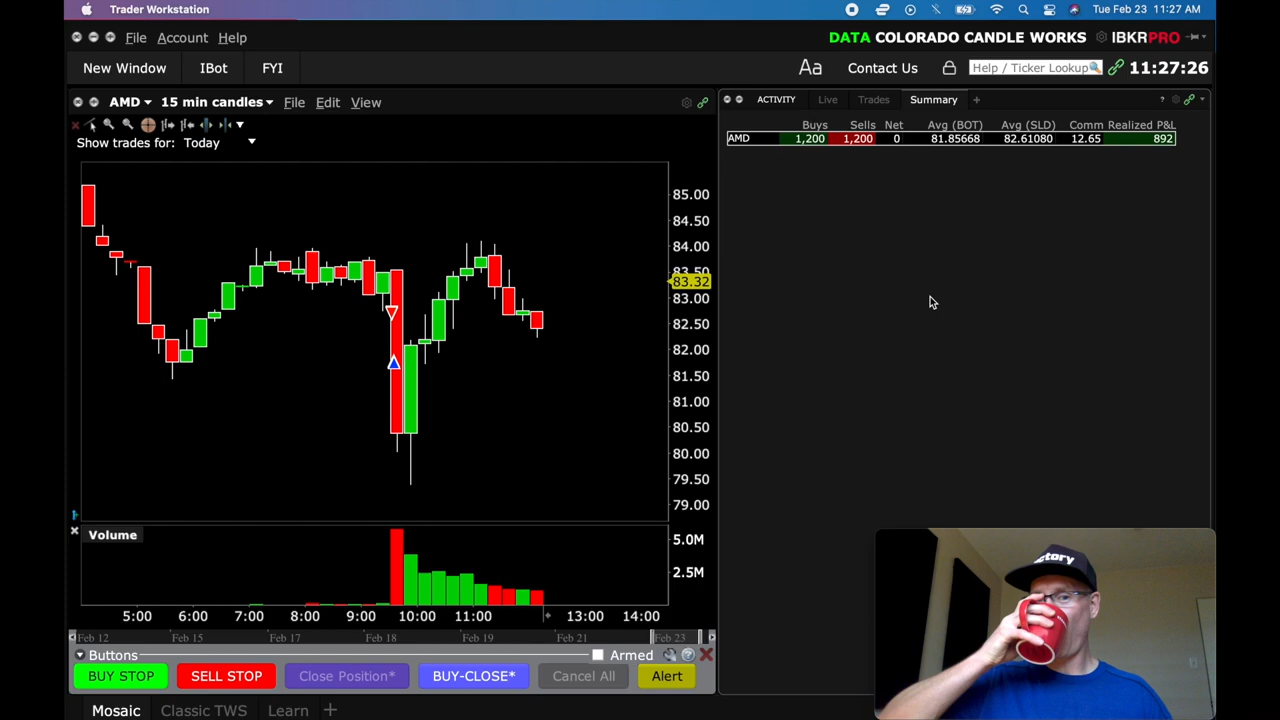 Trader Workstation
Tue Feb 23 11:27 AM
File Account Help
DATA COLORADO CANDLE WORKS IBKRPRO
New Window IBot FYI
Aa Contact Us Help / Ticker Lookup 11:27:26
AMD 15 min candles File Edit View
Show trades for: Today
85.00
84.50
84.00
83.50
83.32
83.00
82.50
82.00
81.50
81.00
80.50
80.00
79.50
79.00
Volume
5.0M
2.5M
5:00 6:00 7:00 8:00 9:00 10:00 11:00 13:00 14:00
Feb 12 Feb 15 Feb 17 Feb 18 Feb 19 Feb 21 Feb 23
Buttons Armed
BUY STOP SELL STOP Close Position* BUY-CLOSE* Cancel All Alert
Mosaic Classic TWS Learn +
ACTIVITY Live Trades Summary +
Buys Sells Net Avg (BOT) Avg (SLD) Comm Realized P&L
AMD 1,200 1,200 0 81.85668 82.61080 12.65 892